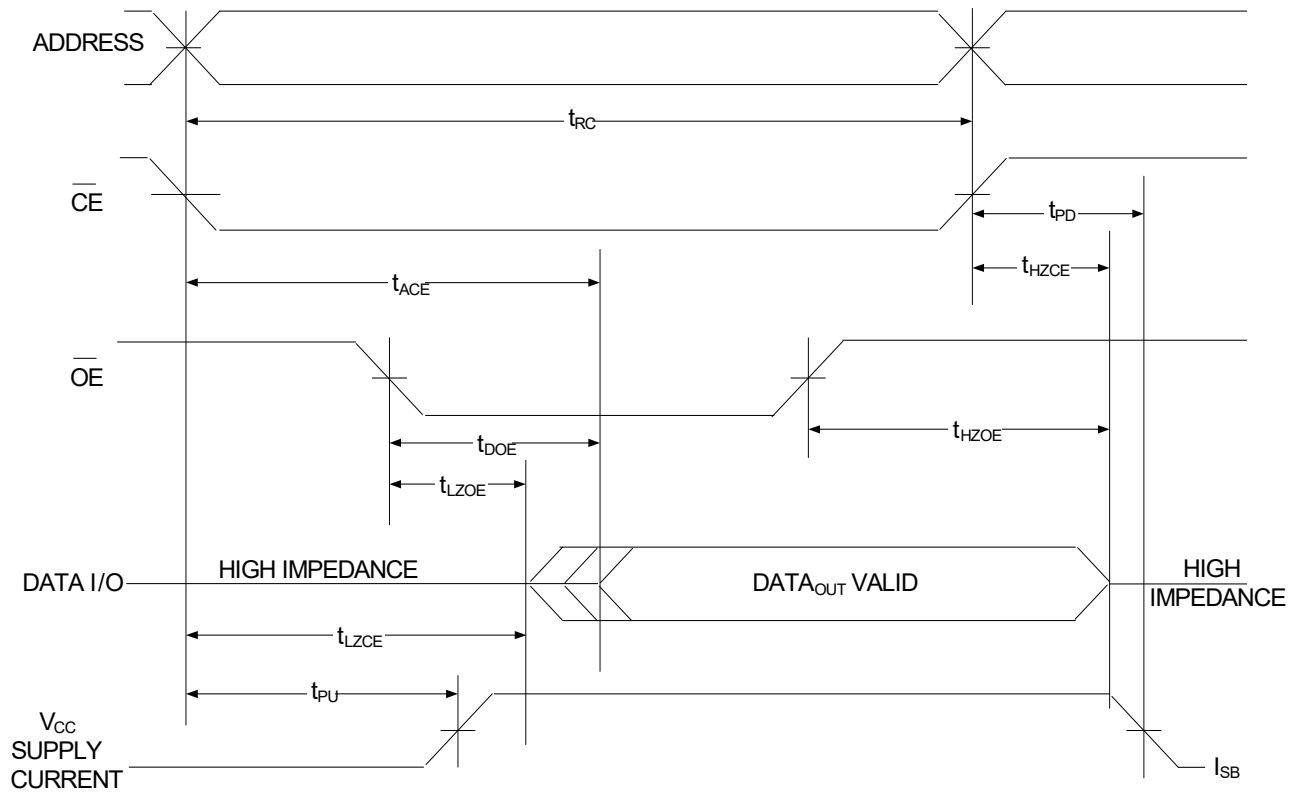 ADDRESS
tRC
CE
tPD
tHZCE
tACE
OE
tHZOE
tDOE
tLZOE
DATA I/O
HIGH IMPEDANCE
DATAOUT VALID
HIGH
IMPEDANCE
tLZCE
tPU
VCC
SUPPLY
CURRENT
ISB